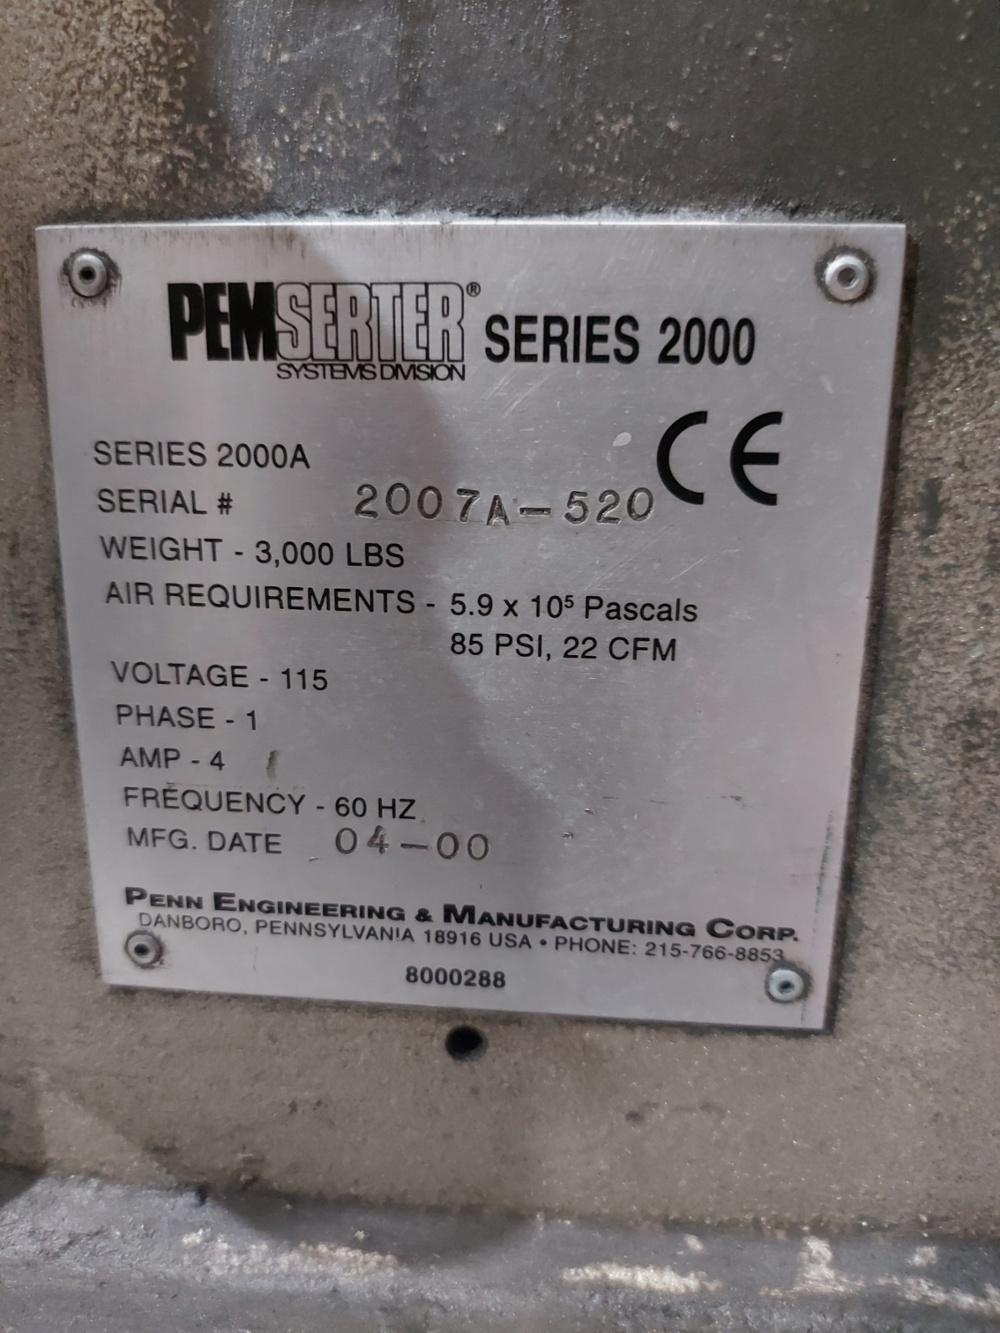 PEMSERTER® SERIES 2000
SYSTEMS DIVISION
CE
SERIES 2000A
SERIAL # 2007A-520
WEIGHT - 3,000 LBS
AIR REQUIREMENTS - 5.9 x 10⁵ Pascals
85 PSI, 22 CFM
VOLTAGE - 115
PHASE - 1
AMP - 4
FREQUENCY - 60 HZ
MFG. DATE 04-00
PENN ENGINEERING & MANUFACTURING CORP.
DANBORO, PENNSYLVANIA 18916 USA • PHONE: 215-766-8853
8000288